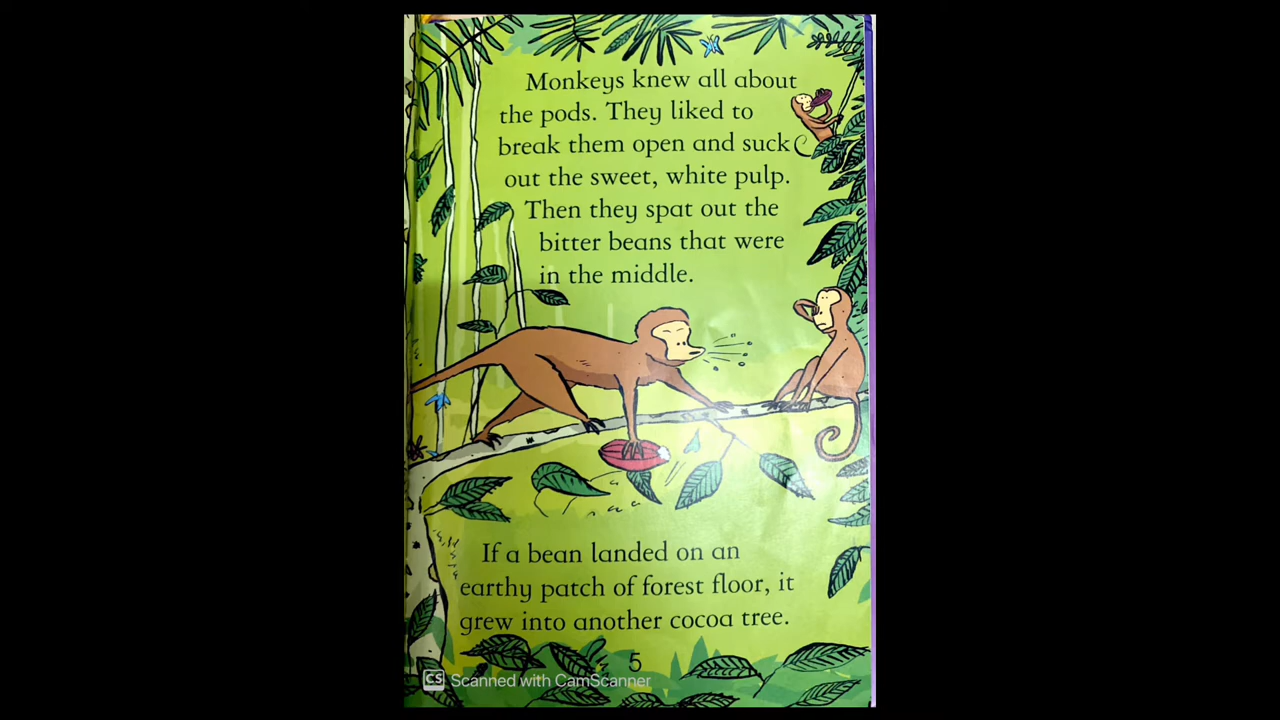 Monkeys knew all about
the pods. They liked to
break them open and suck
out the sweet, white pulp.
Then they spat out the
bitter beans that were
in the middle.
If a bean landed on an
earthy patch of forest floor, it
grew into another cocoa tree.
5
CS Scanned with CamScanner